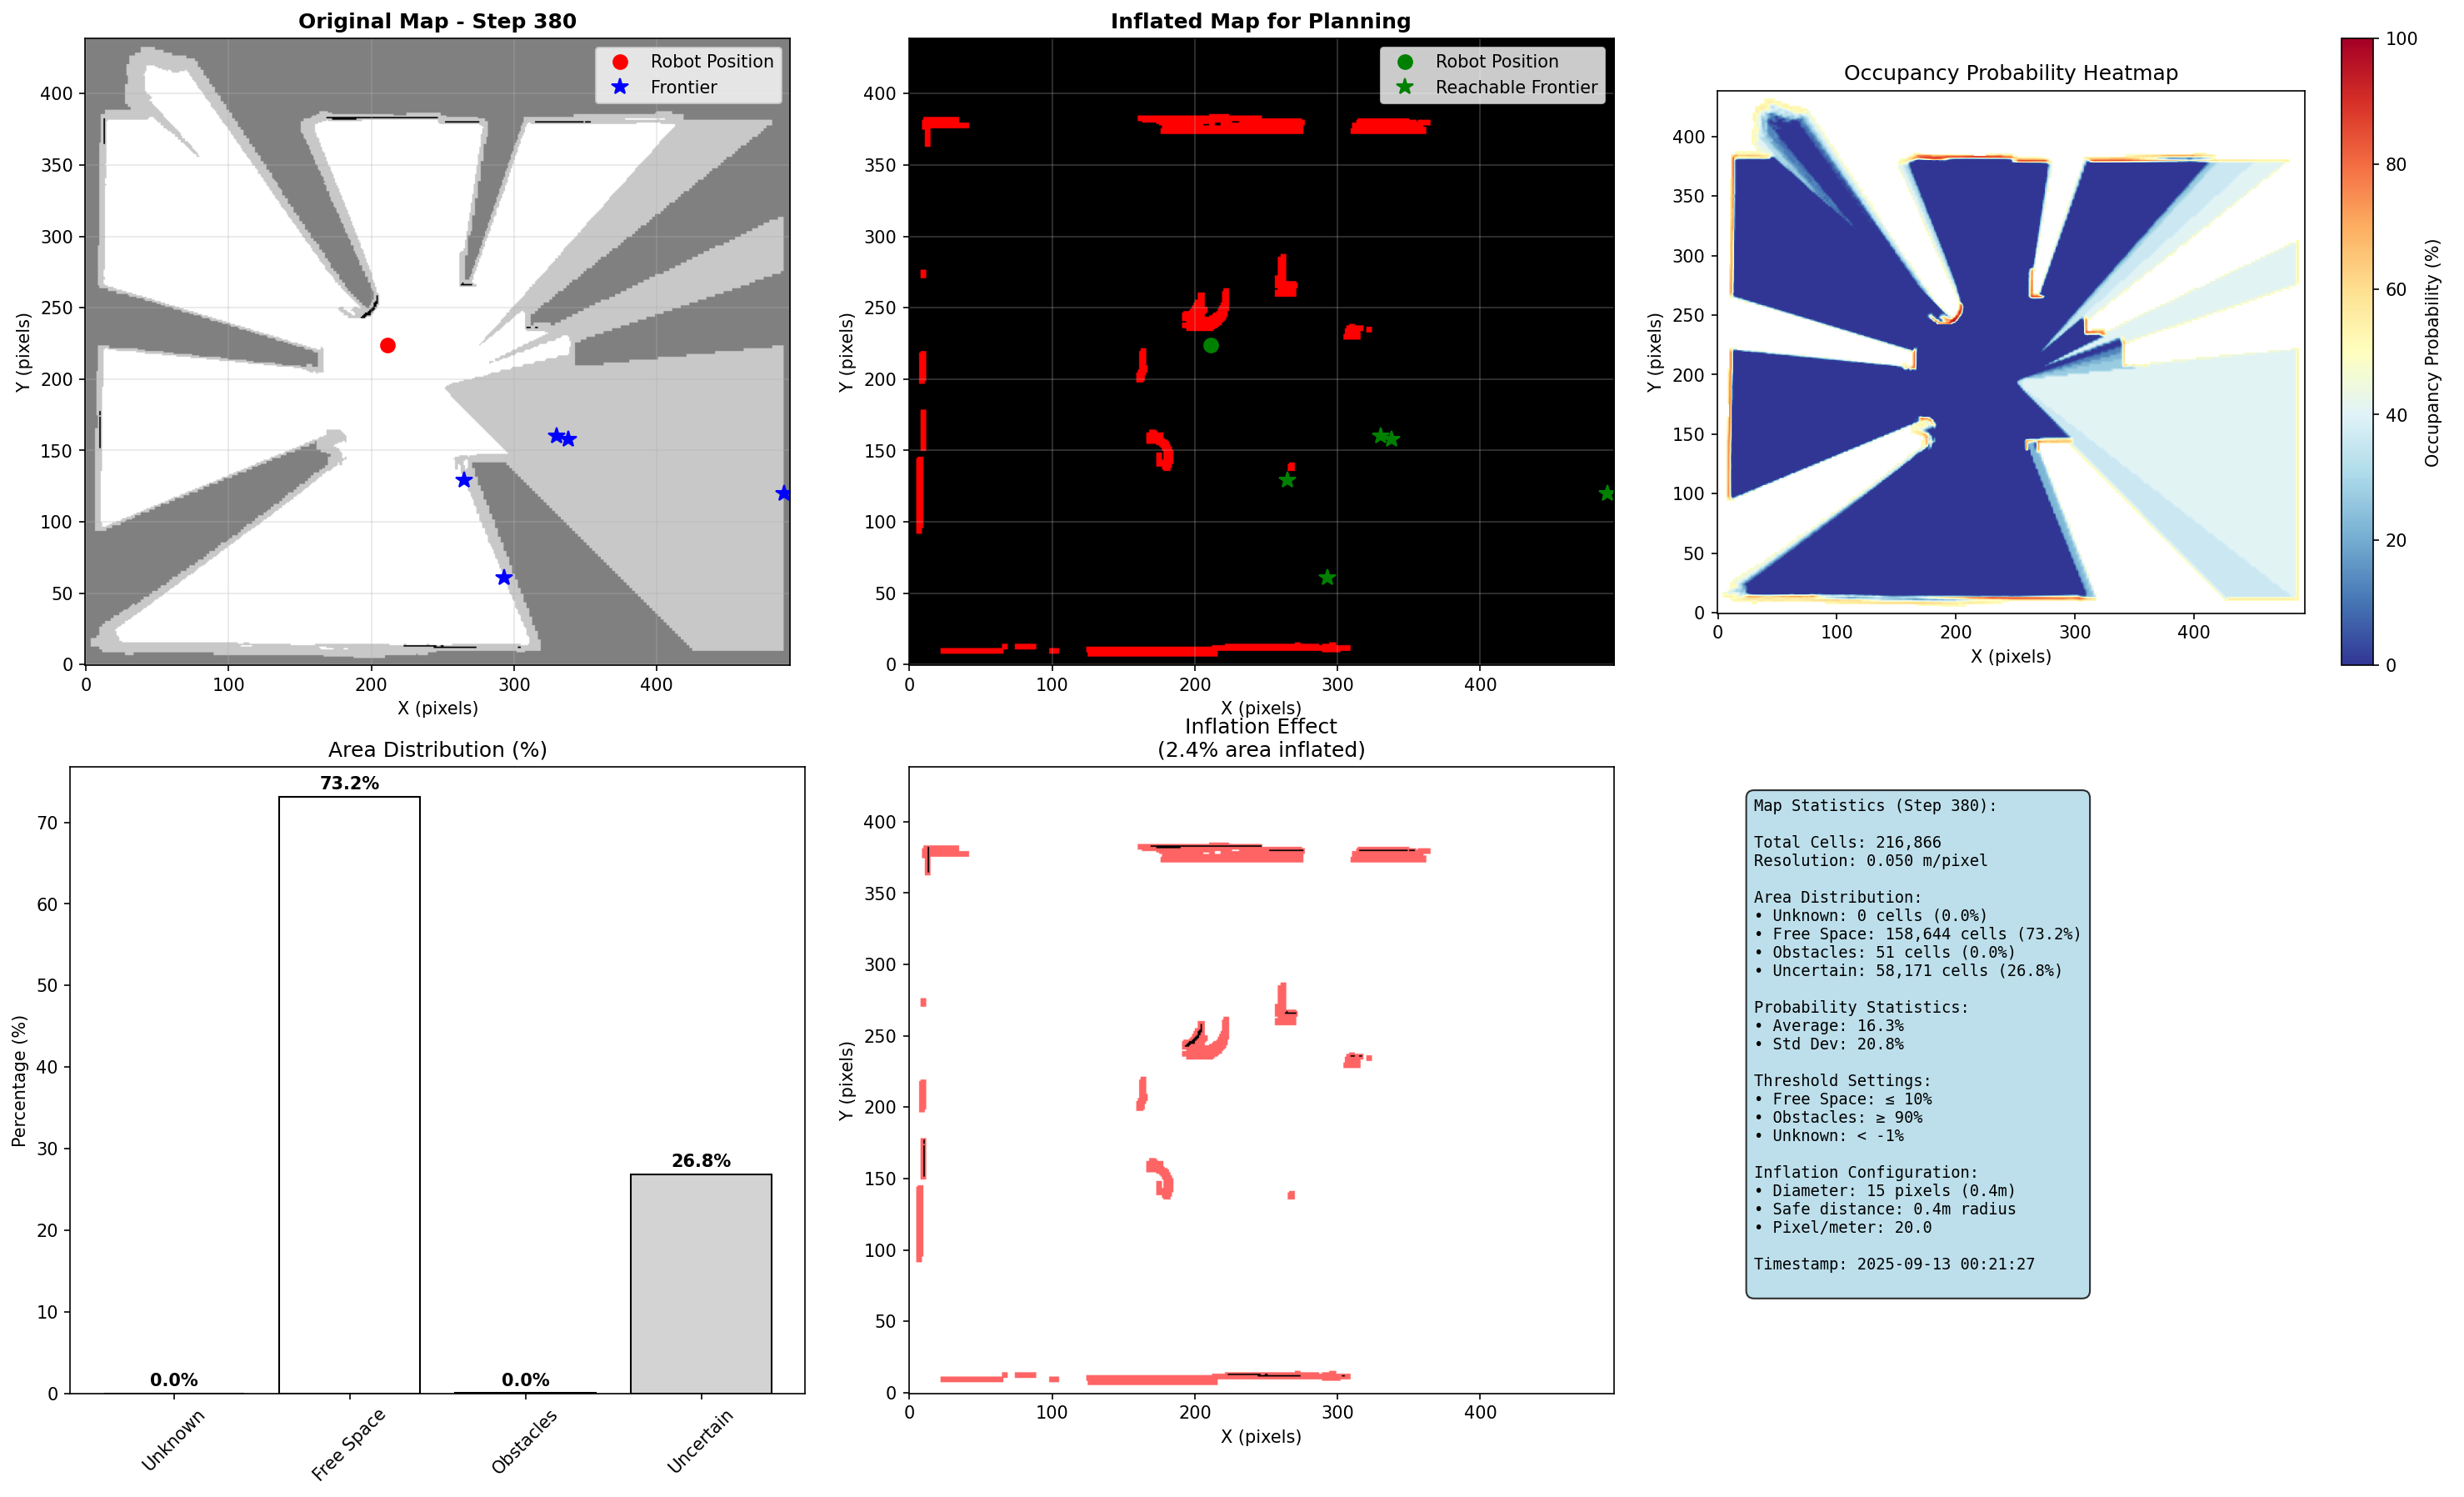 Original Map - Step 380
Robot Position
Frontier
400
350
300
250
200
150
100
50
0
0
100
200
300
400
X (pixels)
Y (pixels)
Inflated Map for Planning
Robot Position
Reachable Frontier
400
350
300
250
200
150
100
50
0
0
100
200
300
400
X (pixels)
Y (pixels)
Occupancy Probability Heatmap
400
350
300
250
200
150
100
50
0
0
100
200
300
400
X (pixels)
Y (pixels)
100
80
60
40
20
0
Occupancy Probability (%)
Area Distribution (%)
70
60
50
40
30
20
10
0
Percentage (%)
0.0%
73.2%
0.0%
26.8%
Unknown
Free Space
Obstacles
Uncertain
Inflation Effect
(2.4% area inflated)
400
350
300
250
200
150
100
50
0
0
100
200
300
400
X (pixels)
Y (pixels)
Map Statistics (Step 380):
Total Cells: 216,866
Resolution: 0.050 m/pixel
Area Distribution:
• Unknown: 0 cells (0.0%)
• Free Space: 158,644 cells (73.2%)
• Obstacles: 51 cells (0.0%)
• Uncertain: 58,171 cells (26.8%)
Probability Statistics:
• Average: 16.3%
• Std Dev: 20.8%
Threshold Settings:
• Free Space: ≤ 10%
• Obstacles: ≥ 90%
• Unknown: < -1%
Inflation Configuration:
• Diameter: 15 pixels (0.4m)
• Safe distance: 0.4m radius
• Pixel/meter: 20.0
Timestamp: 2025-09-13 00:21:27